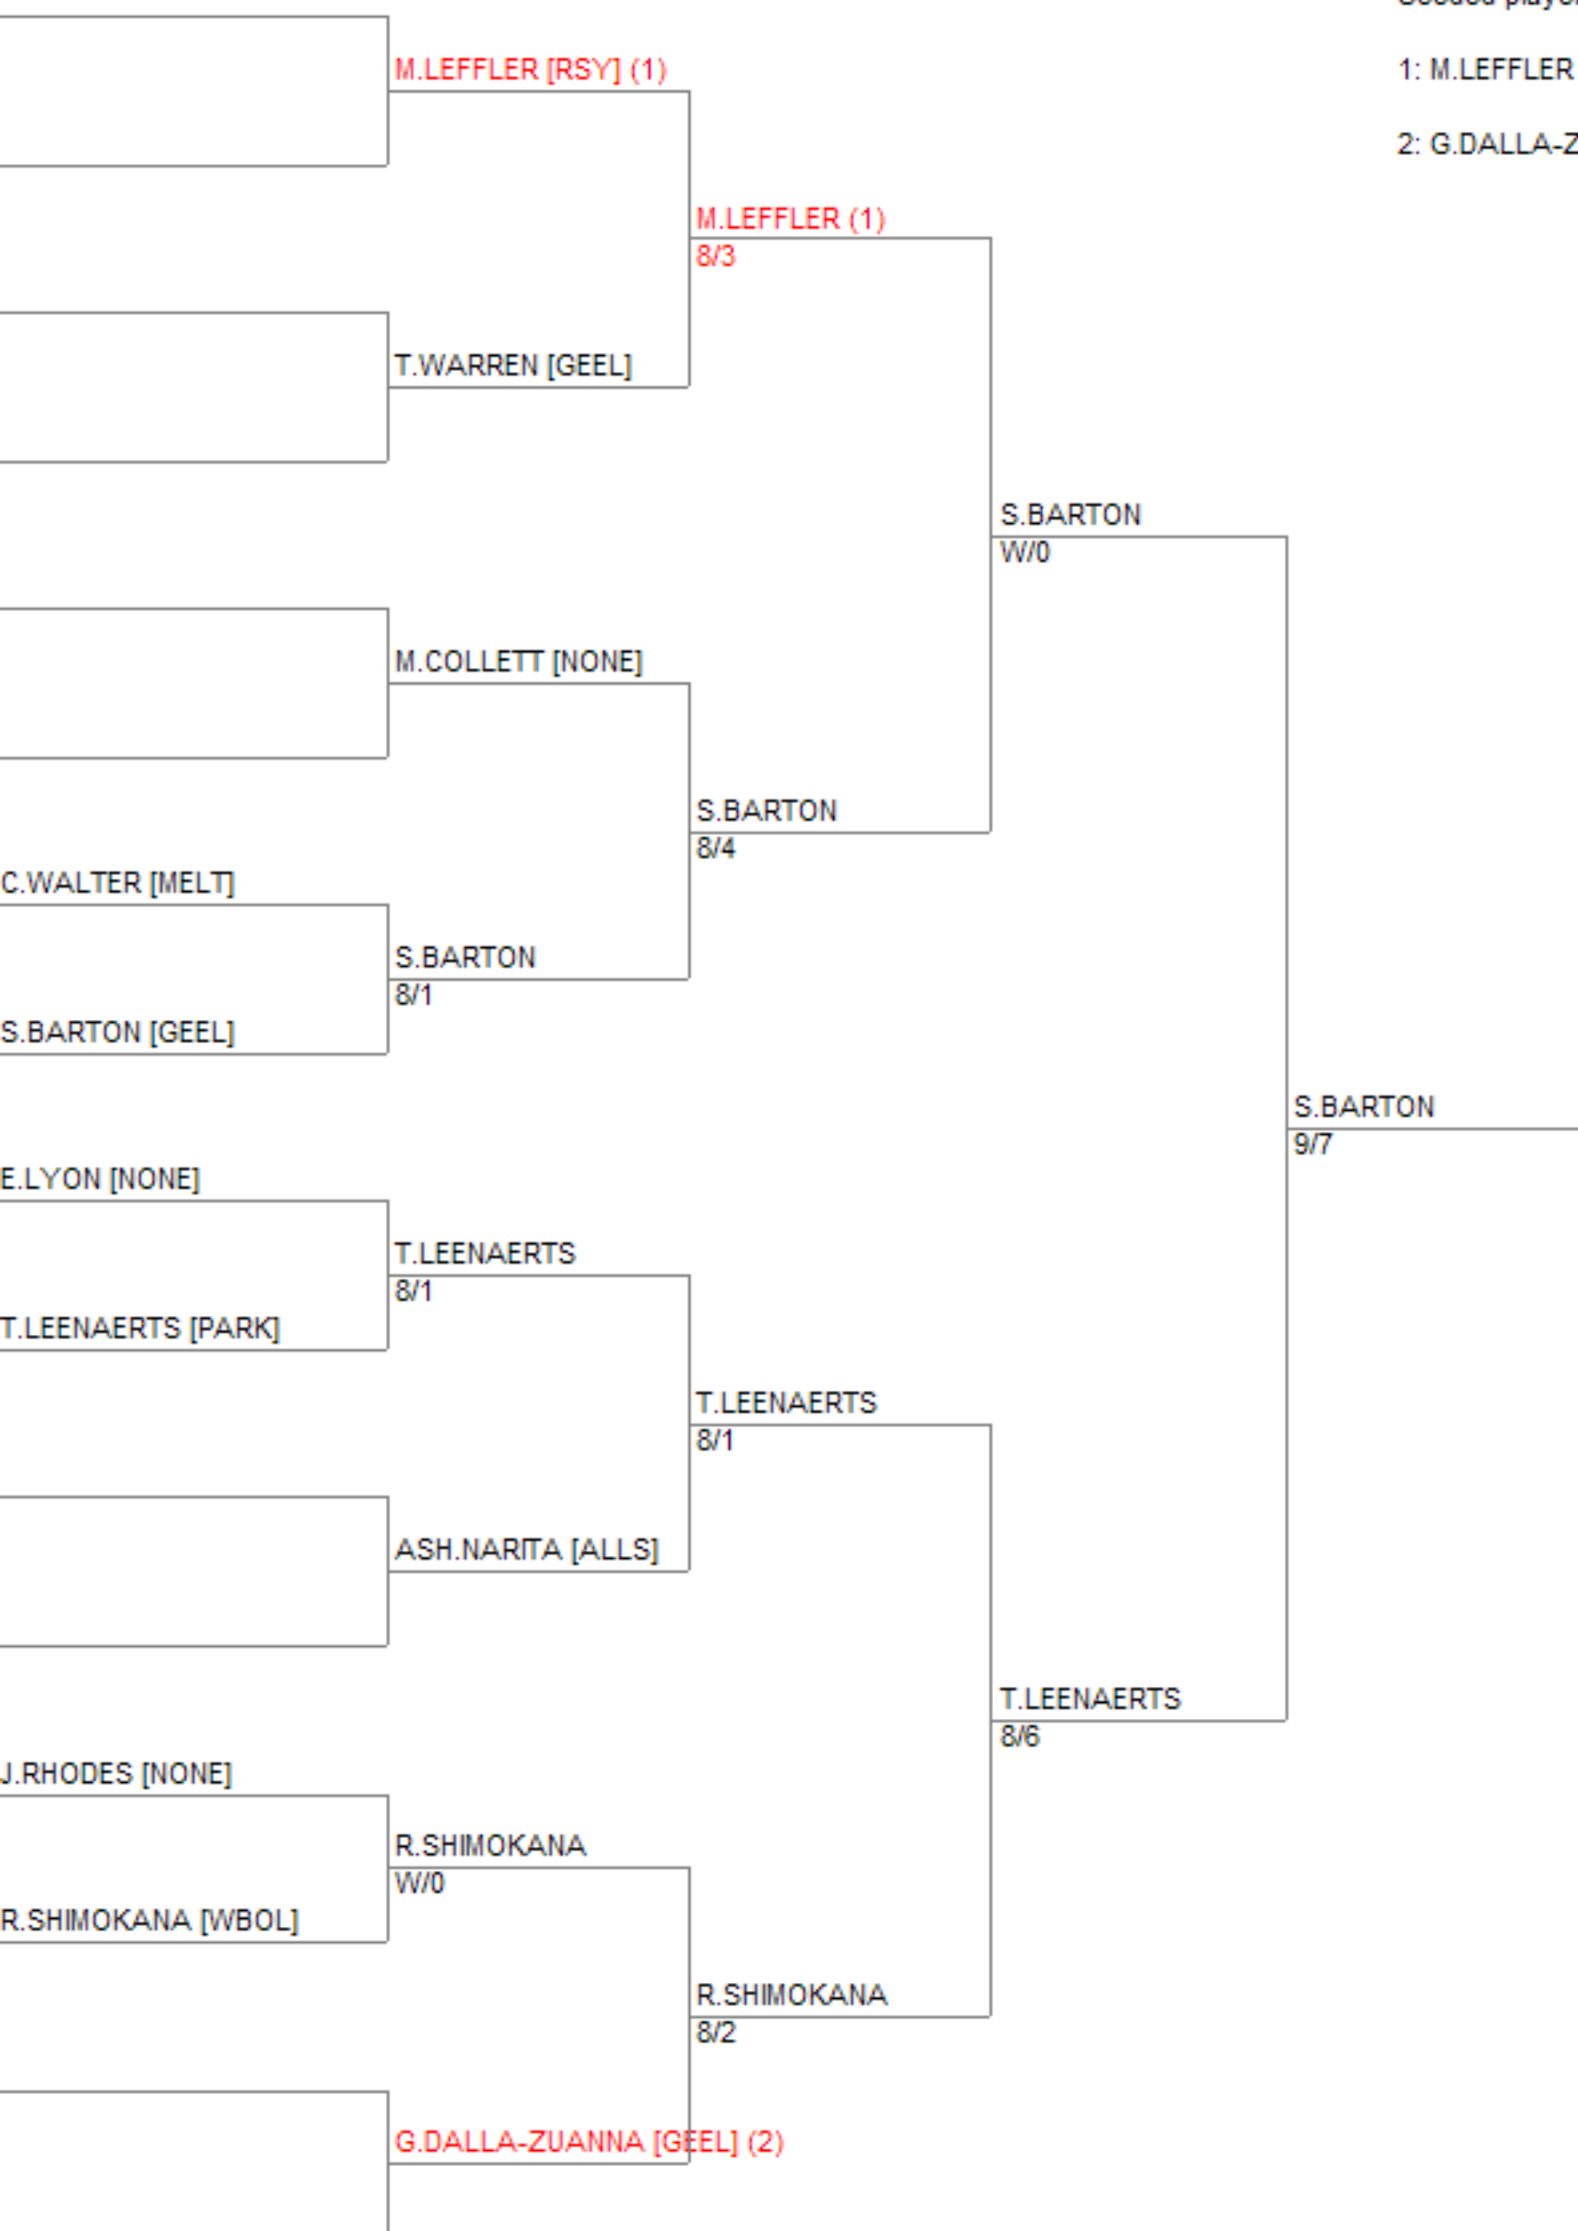 M.LEFFLER [RSY] (1)
1: M.LEFFLER
2: G.DALLA-Z
M.LEFFLER (1)
8/3
T.WARREN [GEEL]
S.BARTON
W/0
M.COLLETT [NONE]
S.BARTON
8/4
C.WALTER [MELT]
S.BARTON
8/1
S.BARTON [GEEL]
S.BARTON
9/7
E.LYON [NONE]
T.LEENAERTS
8/1
T.LEENAERTS [PARK]
T.LEENAERTS
8/1
ASH.NARITA [ALLS]
T.LEENAERTS
8/6
J.RHODES [NONE]
R.SHIMOKANA
W/0
R.SHIMOKANA [WBOL]
R.SHIMOKANA
8/2
G.DALLA-ZUANNA [GEEL] (2)